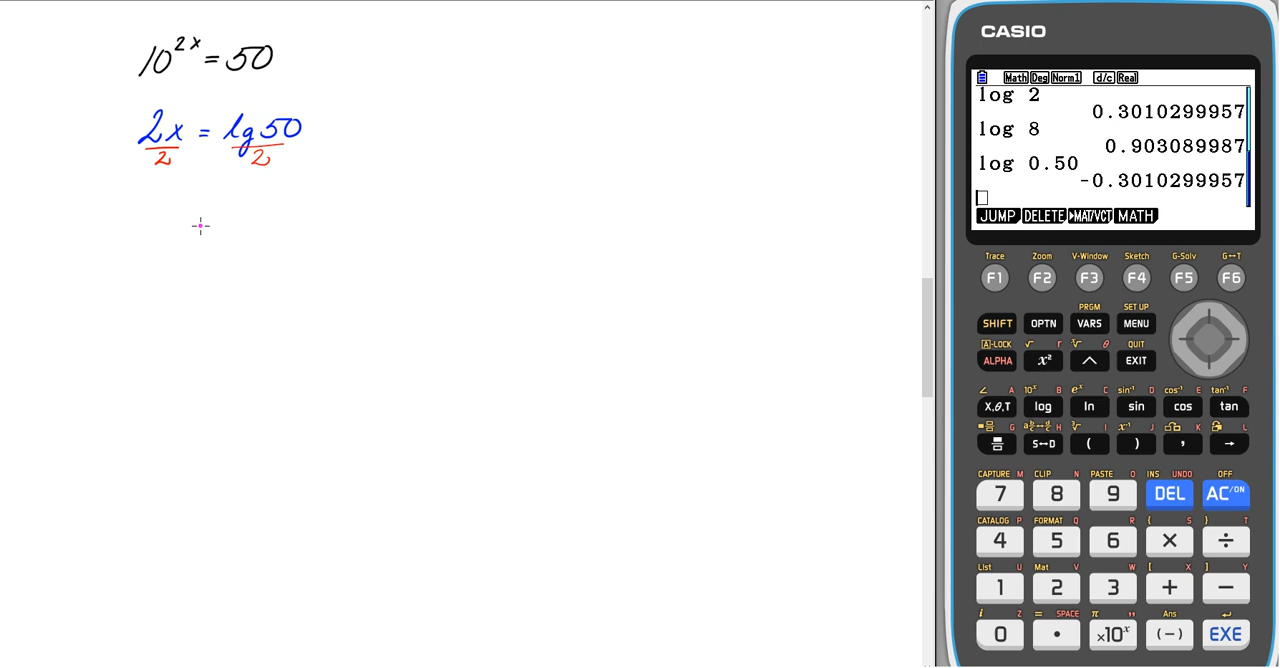 10^2x = 50
2x = lg 50
2 2
CASIO
Math Deg Norm1 d/c Real
log 2
0.3010299957
log 8
0.903089987
log 0.50
-0.3010299957
JUMP DELETE ▶MAT/VCT MATH
Trace Zoom V-Window Sketch G-Solv G↔T
F1 F2 F3 F4 F5 F6
PRGM SET UP
SHIFT OPTN VARS MENU
A-LOCK √ r ∛ θ QUIT
ALPHA x² ^ EXIT
∠ A 10ˣ B eˣ C sin⁻¹ D cos⁻¹ E tan⁻¹ F
X,θ,T log ln sin cos tan
G H ∛ I x⁻¹ J K L
S↔D ( ) , →
CAPTURE M CLIP N PASTE O INS UNDO OFF
7 8 9 DEL AC/ON
CATALOG P FORMAT Q R { S } T
4 5 6 × ÷
List U Mat V W [ X ] Y
1 2 3 + −
i Z = SPACE π " Ans ↵
0 • ×10ˣ (−) EXE